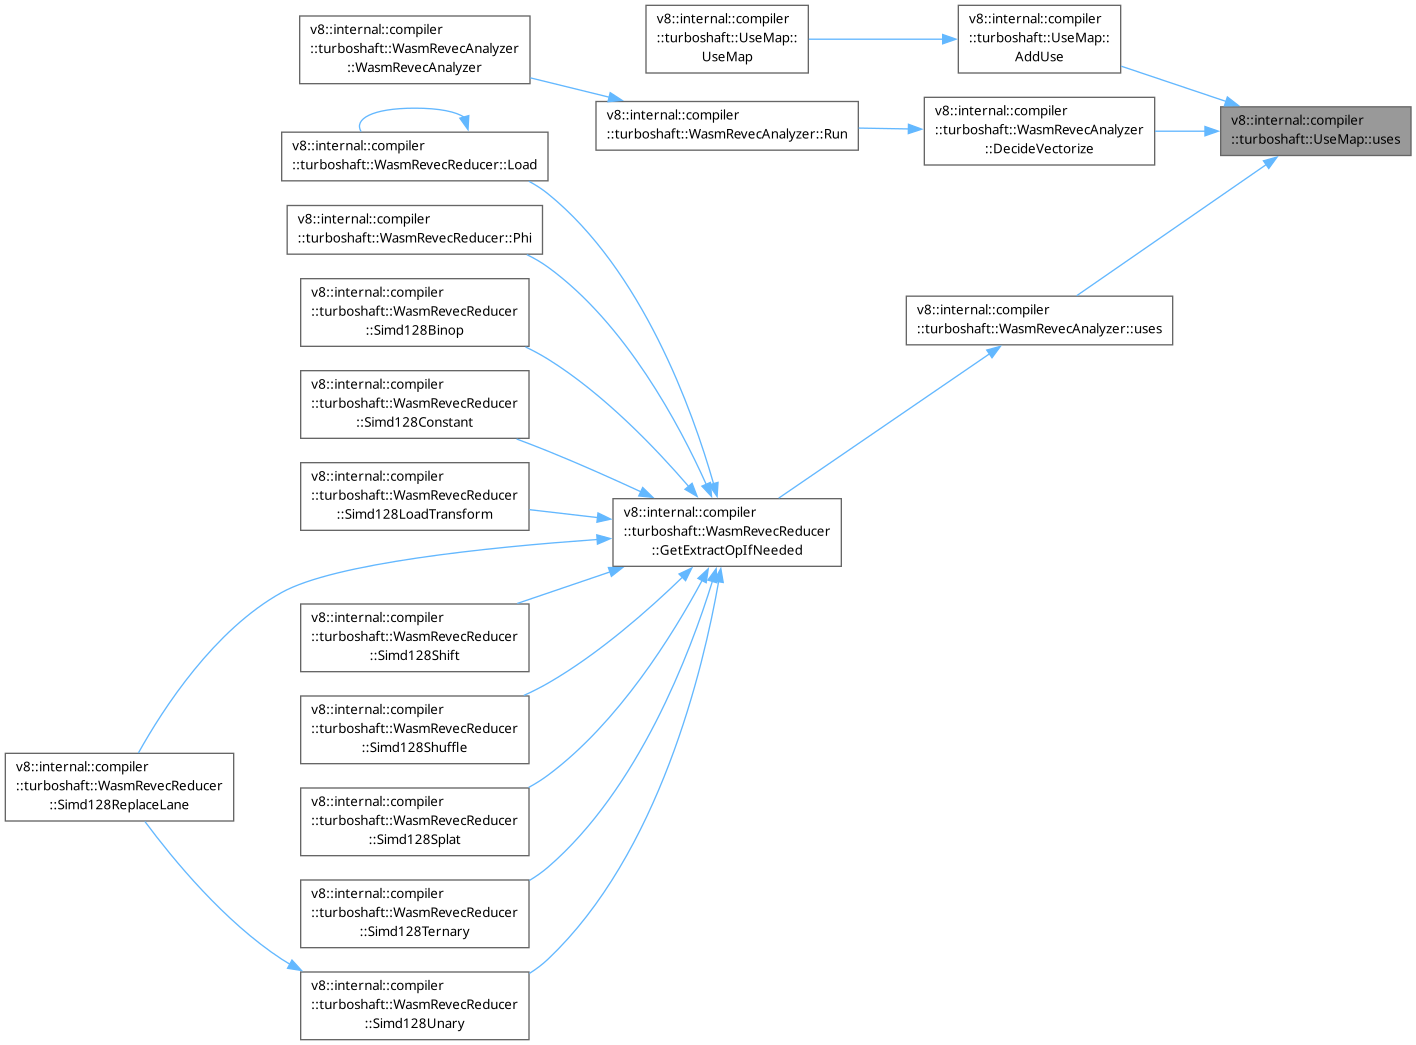 v8::internal::compiler
::turboshaft::WasmRevecAnalyzer
::WasmRevecAnalyzer
v8::internal::compiler
::turboshaft::UseMap::
UseMap
v8::internal::compiler
::turboshaft::UseMap::
AddUse
v8::internal::compiler
::turboshaft::WasmRevecAnalyzer::Run
v8::internal::compiler
::turboshaft::WasmRevecAnalyzer
::DecideVectorize
v8::internal::compiler
::turboshaft::UseMap::uses
v8::internal::compiler
::turboshaft::WasmRevecReducer::Load
v8::internal::compiler
::turboshaft::WasmRevecReducer::Phi
v8::internal::compiler
::turboshaft::WasmRevecReducer
::Simd128Binop
v8::internal::compiler
::turboshaft::WasmRevecAnalyzer::uses
v8::internal::compiler
::turboshaft::WasmRevecReducer
::Simd128Constant
v8::internal::compiler
::turboshaft::WasmRevecReducer
::Simd128LoadTransform
v8::internal::compiler
::turboshaft::WasmRevecReducer
::GetExtractOpIfNeeded
v8::internal::compiler
::turboshaft::WasmRevecReducer
::Simd128Shift
v8::internal::compiler
::turboshaft::WasmRevecReducer
::Simd128Shuffle
v8::internal::compiler
::turboshaft::WasmRevecReducer
::Simd128ReplaceLane
v8::internal::compiler
::turboshaft::WasmRevecReducer
::Simd128Splat
v8::internal::compiler
::turboshaft::WasmRevecReducer
::Simd128Ternary
v8::internal::compiler
::turboshaft::WasmRevecReducer
::Simd128Unary